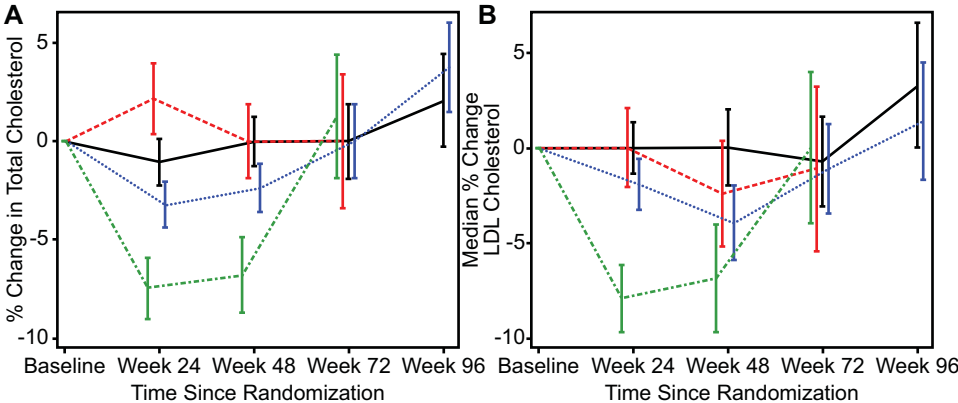 A
% Change in Total Cholesterol
5
0
-5
-10
Baseline Week 24 Week 48 Week 72 Week 96
Time Since Randomization
B
Median % Change
LDL Cholesterol
5
0
-5
-10
Baseline Week 24 Week 48 Week 72 Week 96
Time Since Randomization